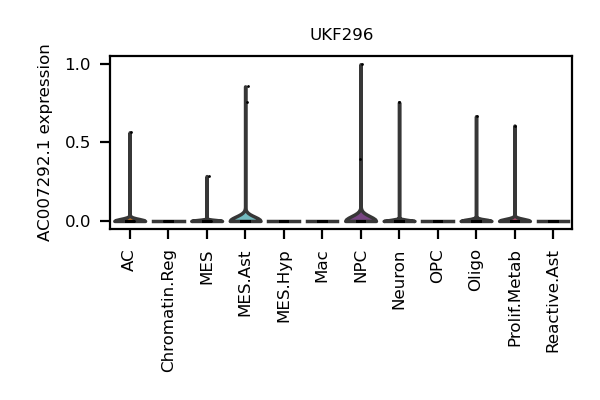 UKF296
AC007292.1 expression
1.0
0.5
0.0
AC
Chromatin.Reg
MES
MES.Ast
MES.Hyp
Mac
NPC
Neuron
OPC
Oligo
Prolif.Metab
Reactive.Ast